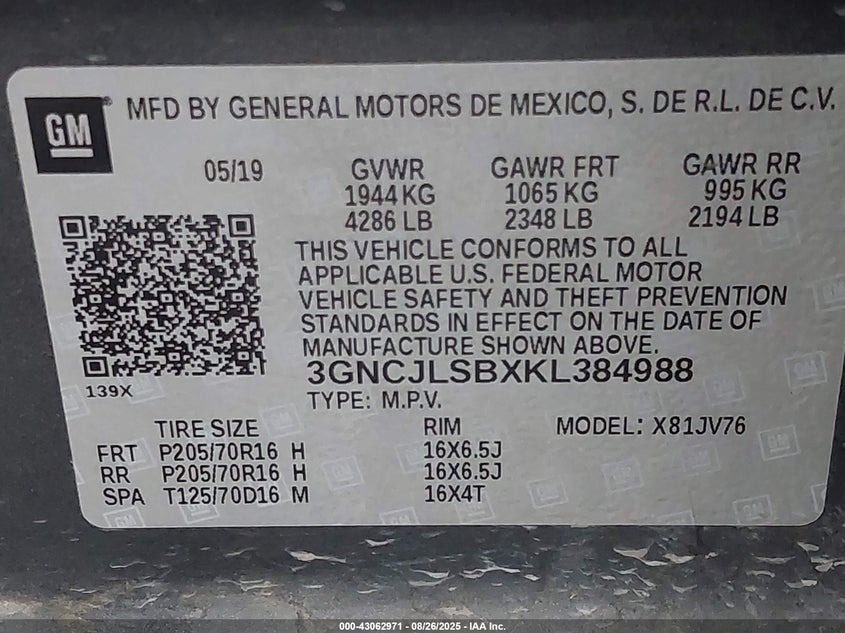 GM
MFD BY GENERAL MOTORS DE MEXICO, S. DE R.L. DE C.V.
05/19 GVWR GAWR FRT GAWR RR
1944 KG 1065 KG 995 KG
4286 LB 2348 LB 2194 LB
THIS VEHICLE CONFORMS TO ALL
APPLICABLE U.S. FEDERAL MOTOR
VEHICLE SAFETY AND THEFT PREVENTION
STANDARDS IN EFFECT ON THE DATE OF
MANUFACTURE SHOWN ABOVE.
139X
3GNCJLSBXKL384988
TYPE: M.P.V.
TIRE SIZE RIM MODEL: X81JV76
FRT P205/70R16 H 16X6.5J
RR P205/70R16 H 16X6.5J
SPA T125/70D16 M 16X4T
000-43062971 - 08/26/2025 - IAA Inc.